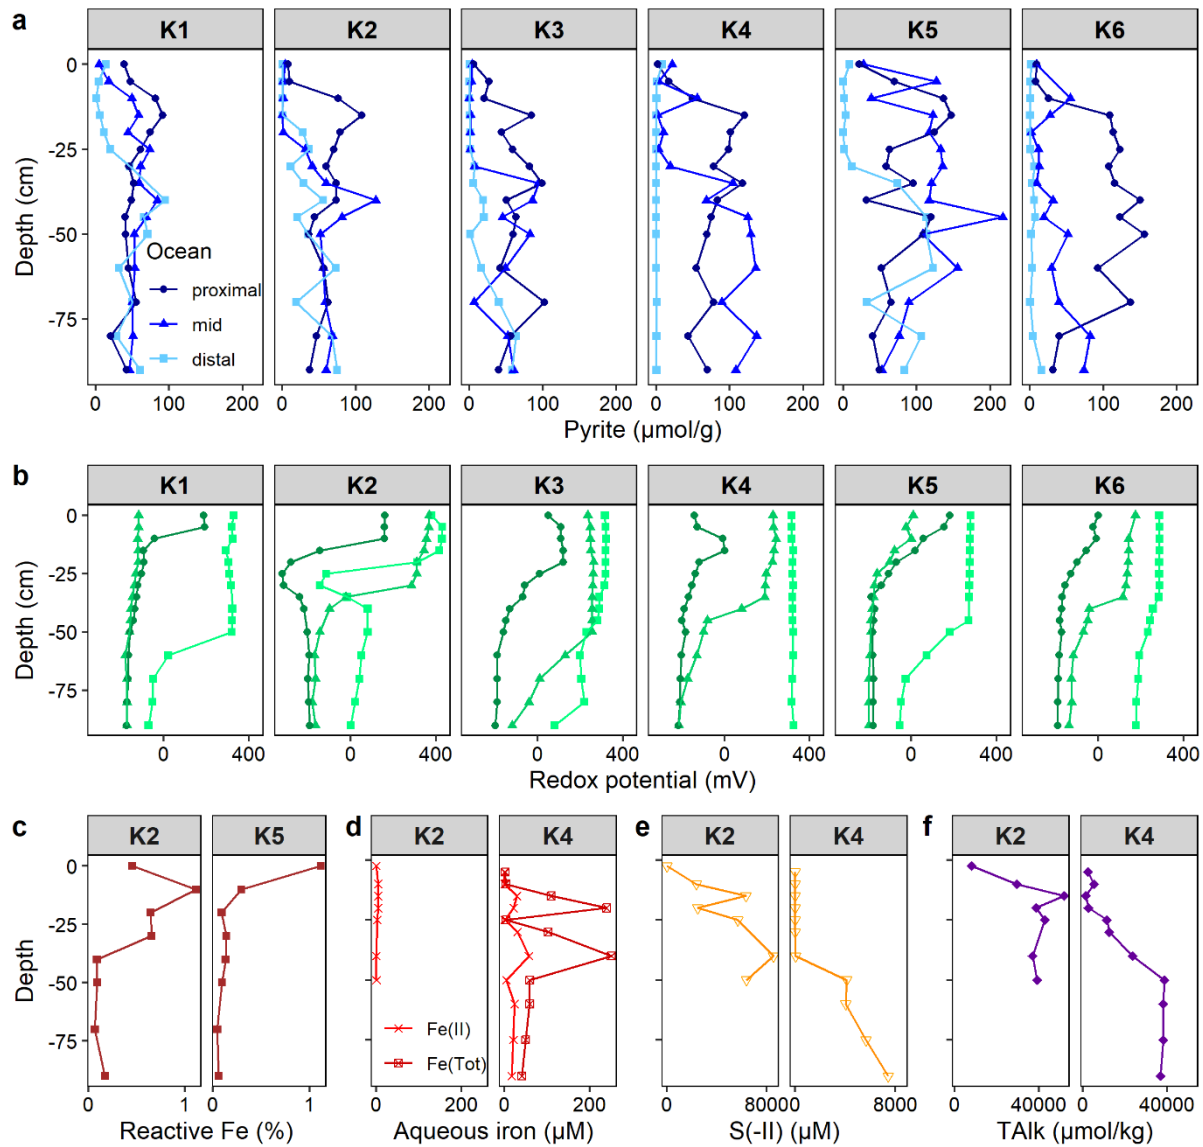 a
K1 K2 K3 K4 K5 K6
Depth (cm)
0
-25
-50
-75
Ocean
proximal
mid
distal
0 100 200 0 100 200 0 100 200 0 100 200 0 100 200 0 100 200
Pyrite (µmol/g)
b
K1 K2 K3 K4 K5 K6
Depth (cm)
0
-25
-50
-75
0 400 0 400 0 400 0 400 0 400 0 400
Redox potential (mV)
c d e f
K2 K5 K2 K4 K2 K4 K2 K4
Depth
0
-25
-50
-75
Fe(II)
Fe(Tot)
0 1 0 1 0 200 0 200 0 80000 0 8000 0 40000 0 40000
Reactive Fe (%) Aqueous iron (µM) S(-II) (µM) TAlk (µmol/kg)